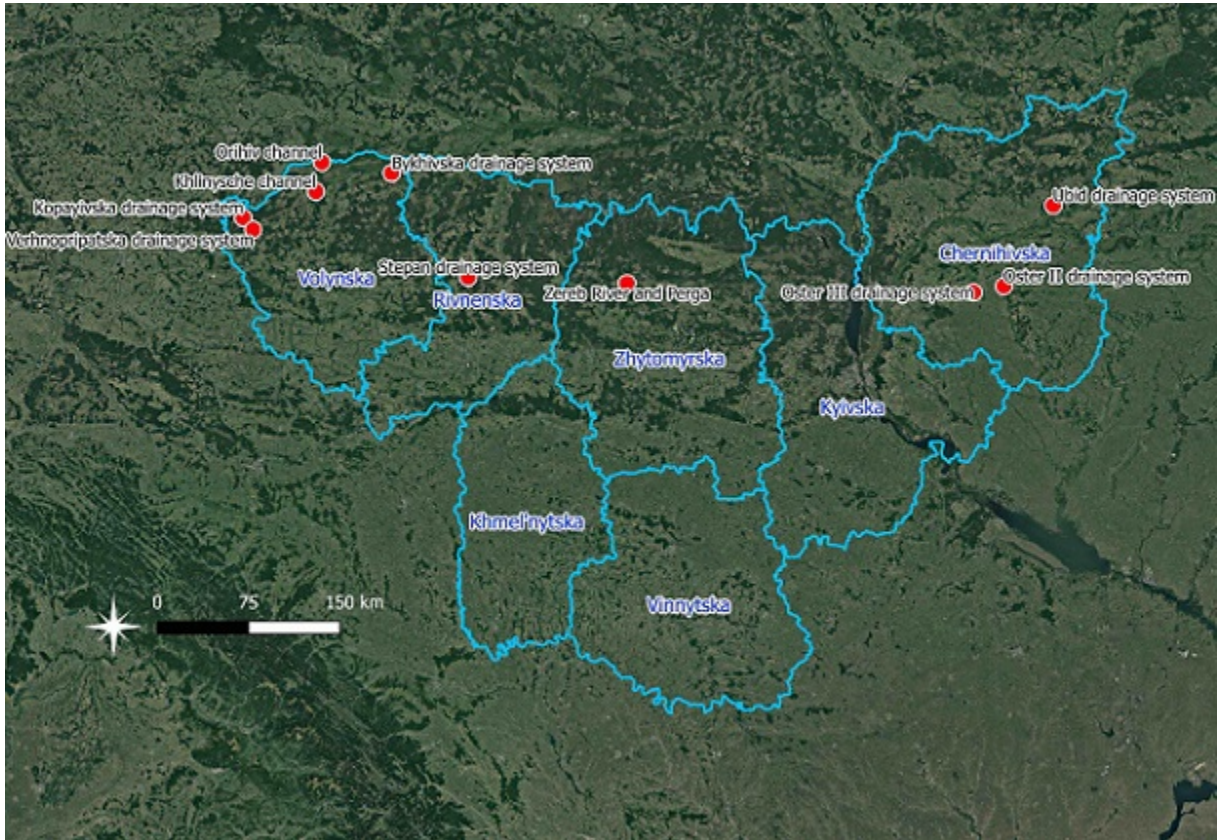 Orihiv channel
Bykhivska drainage system
Khlinysche channel
Ubid drainage system
Kopayivska drainage system
Verhnopripatska drainage system
Chernihivska
Stepan drainage system
Volynska
Oster II drainage system
Rivnenska
Zereb River and Perga
Oster III drainage system
Zhytomyrska
Kyivska
Khmel'nytska
Vinnytska
0 75 150 km